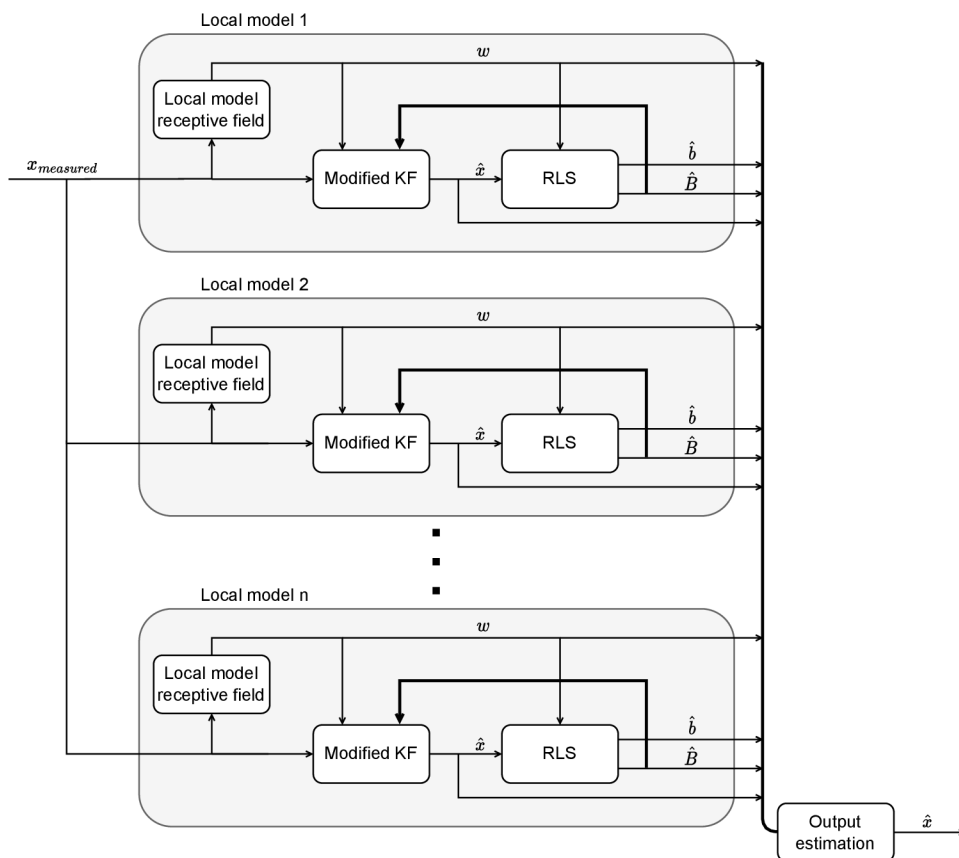 Local model 1
w
Local model
receptive field
x_measured
Modified KF
x̂
RLS
b̂
B̂
Local model 2
w
Local model
receptive field
Modified KF
x̂
RLS
b̂
B̂
Local model n
w
Local model
receptive field
Modified KF
x̂
RLS
b̂
B̂
Output
estimation
x̂